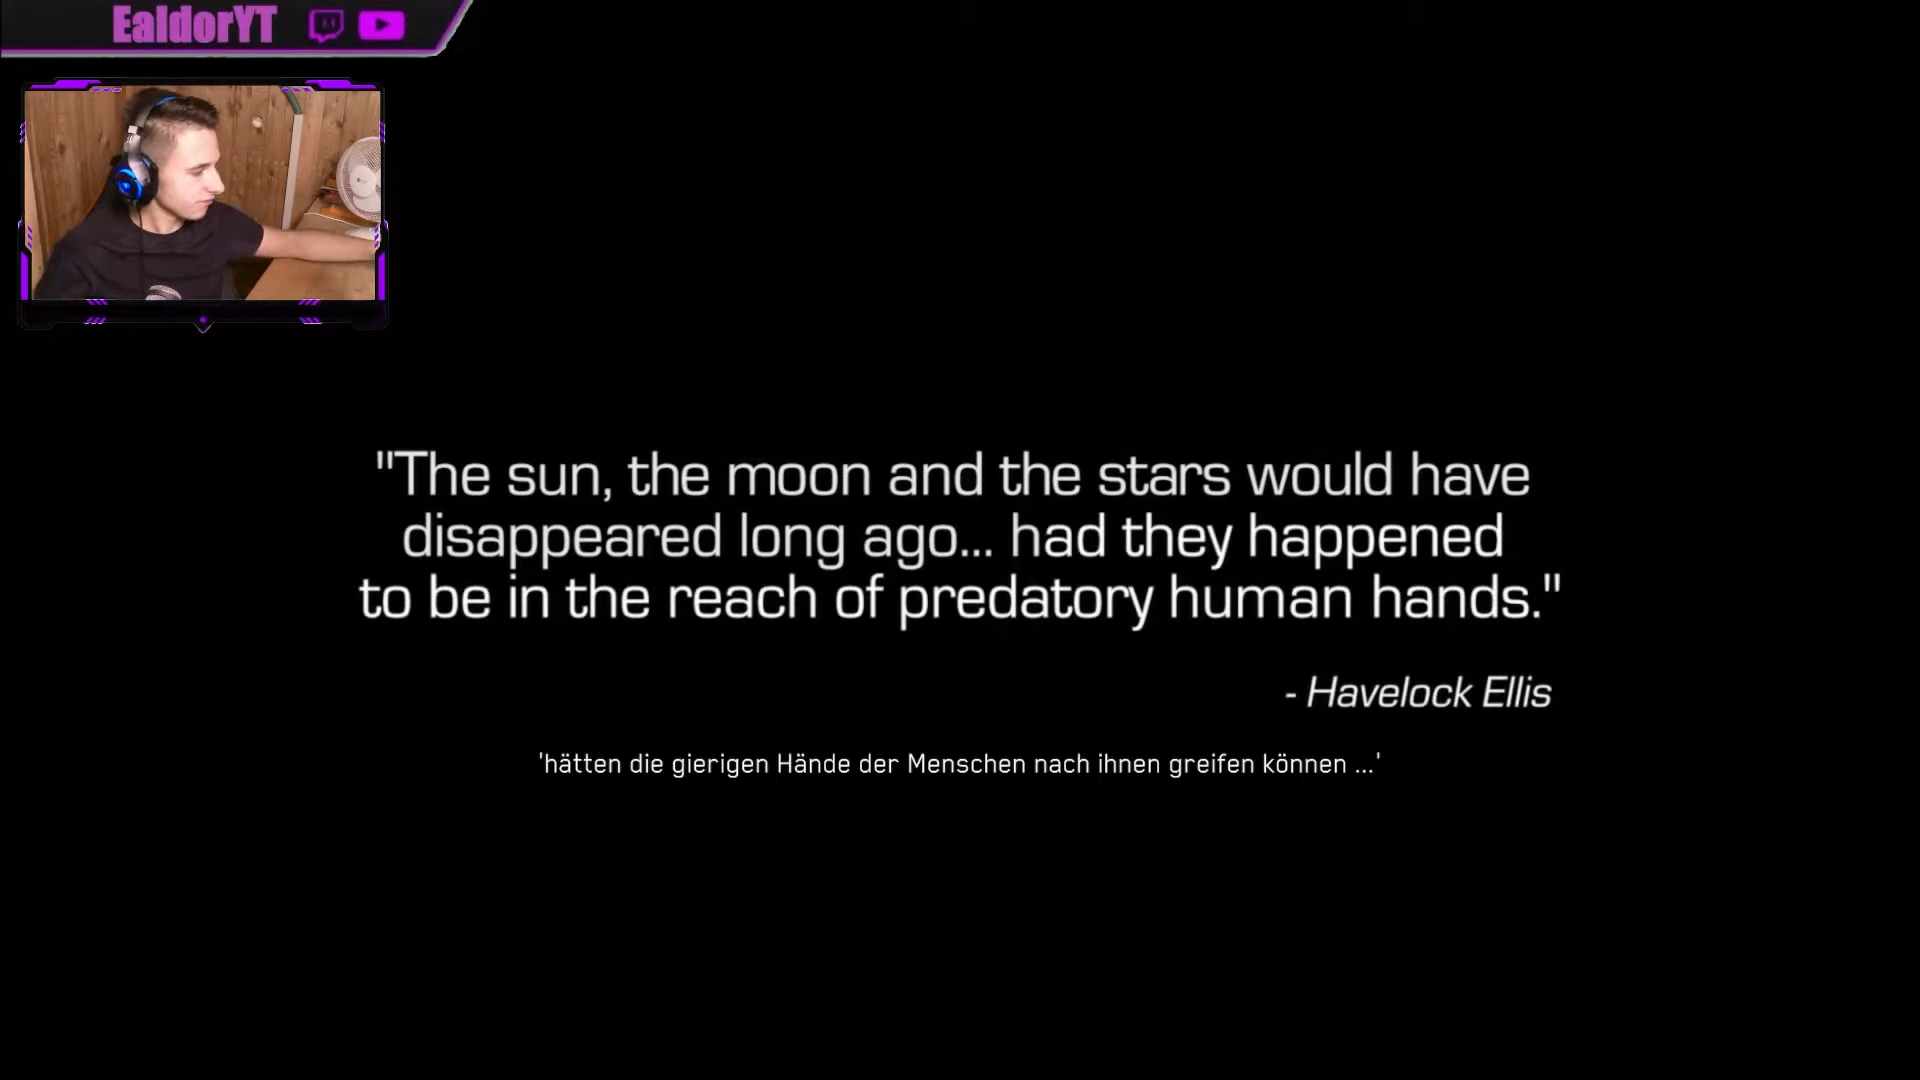 EaldorYT
"The sun, the moon and the stars would have
disappeared long ago... had they happened
to be in the reach of predatory human hands."
- Havelock Ellis
'hätten die gierigen Hände der Menschen nach ihnen greifen können ...'